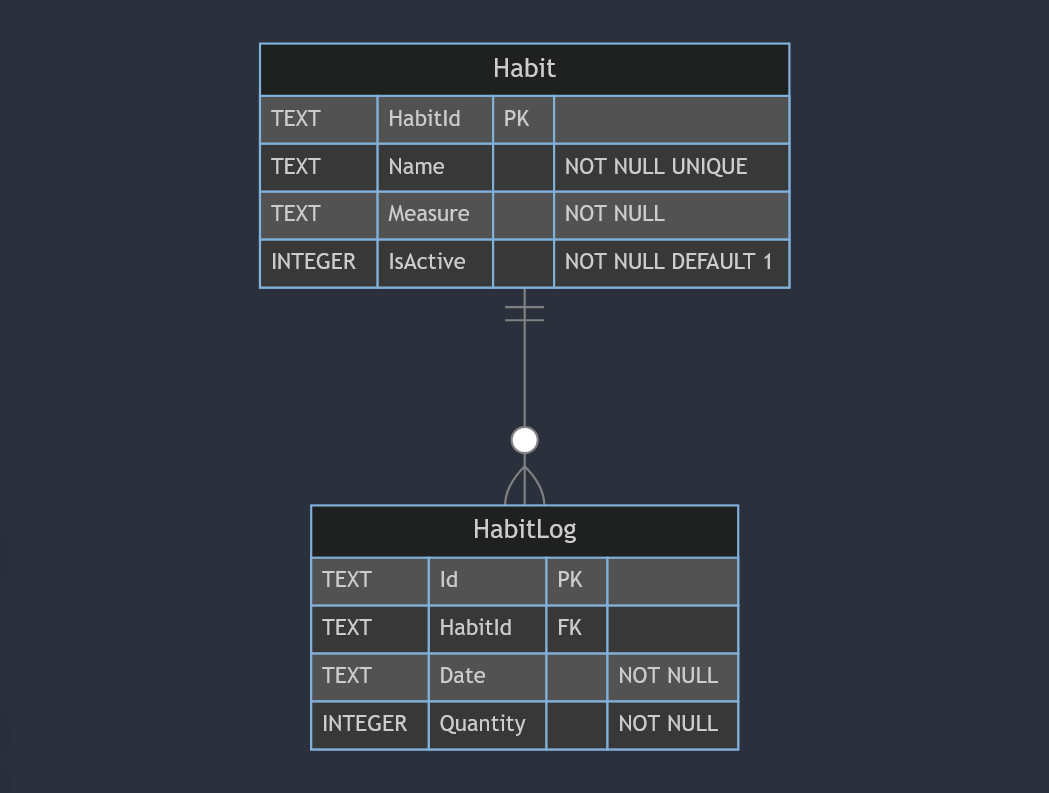 Habit
TEXT HabitId PK
TEXT Name NOT NULL UNIQUE
TEXT Measure NOT NULL
INTEGER IsActive NOT NULL DEFAULT 1
HabitLog
TEXT Id PK
TEXT HabitId FK
TEXT Date NOT NULL
INTEGER Quantity NOT NULL